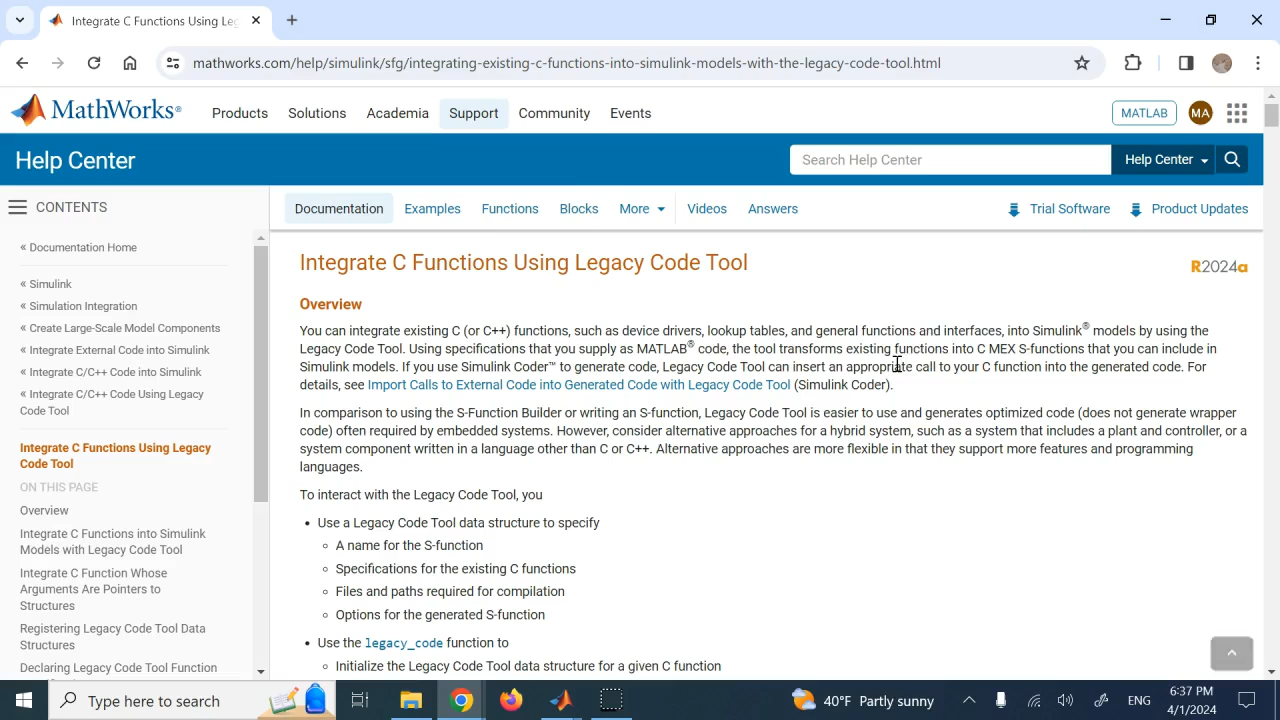 Integrate C Functions Using Leg
mathworks.com/help/simulink/sfg/integrating-existing-c-functions-into-simulink-models-with-the-legacy-code-tool.html
MathWorks®
Products
Solutions
Academia
Support
Community
Events
MATLAB
MA
Help Center
Search Help Center
Help Center
CONTENTS
Documentation
Examples
Functions
Blocks
More
Videos
Answers
Trial Software
Product Updates
« Documentation Home
« Simulink
« Simulation Integration
« Create Large-Scale Model Components
« Integrate External Code into Simulink
« Integrate C/C++ Code into Simulink
« Integrate C/C++ Code Using Legacy
Code Tool
Integrate C Functions Using Legacy
Code Tool
ON THIS PAGE
Overview
Integrate C Functions into Simulink
Models with Legacy Code Tool
Integrate C Function Whose
Arguments Are Pointers to
Structures
Registering Legacy Code Tool Data
Structures
Declaring Legacy Code Tool Function
Integrate C Functions Using Legacy Code Tool
R2024a
Overview
You can integrate existing C (or C++) functions, such as device drivers, lookup tables, and general functions and interfaces, into Simulink® models by using the
Legacy Code Tool. Using specifications that you supply as MATLAB® code, the tool transforms existing functions into C MEX S-functions that you can include in
Simulink models. If you use Simulink Coder™ to generate code, Legacy Code Tool can insert an appropriate call to your C function into the generated code. For
details, see Import Calls to External Code into Generated Code with Legacy Code Tool (Simulink Coder).
In comparison to using the S-Function Builder or writing an S-function, Legacy Code Tool is easier to use and generates optimized code (does not generate wrapper
code) often required by embedded systems. However, consider alternative approaches for a hybrid system, such as a system that includes a plant and controller, or a
system component written in a language other than C or C++. Alternative approaches are more flexible in that they support more features and programming
languages.
To interact with the Legacy Code Tool, you
• Use a Legacy Code Tool data structure to specify
◦ A name for the S-function
◦ Specifications for the existing C functions
◦ Files and paths required for compilation
◦ Options for the generated S-function
• Use the legacy_code function to
◦ Initialize the Legacy Code Tool data structure for a given C function
Type here to search
40°F Partly sunny
ENG
6:37 PM
4/1/2024